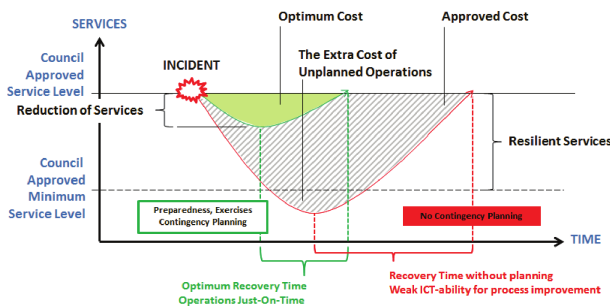 Optimum Cost
Approved Cost
SERVICES
Council
Approved
Service Level
INCIDENT
The Extra Cost of
Unplanned Operations
Reduction of Services
Resilient Services
Council
Approved
Minimum
Service Level
Preparedness, Exercises
Contingency Planning
No Contingency Planning
TIME
Optimum Recovery Time
Operations Just-On-Time
Recovery Time without planning
Weak ICT-ability for process improvement